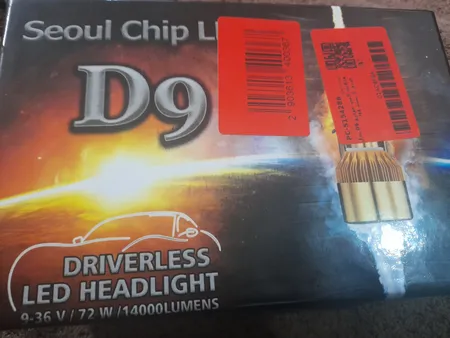 Seoul Chip L
D9
DRIVERLESS
LED HEADLIGHT
9-36 V / 72 W /14000LUMENS